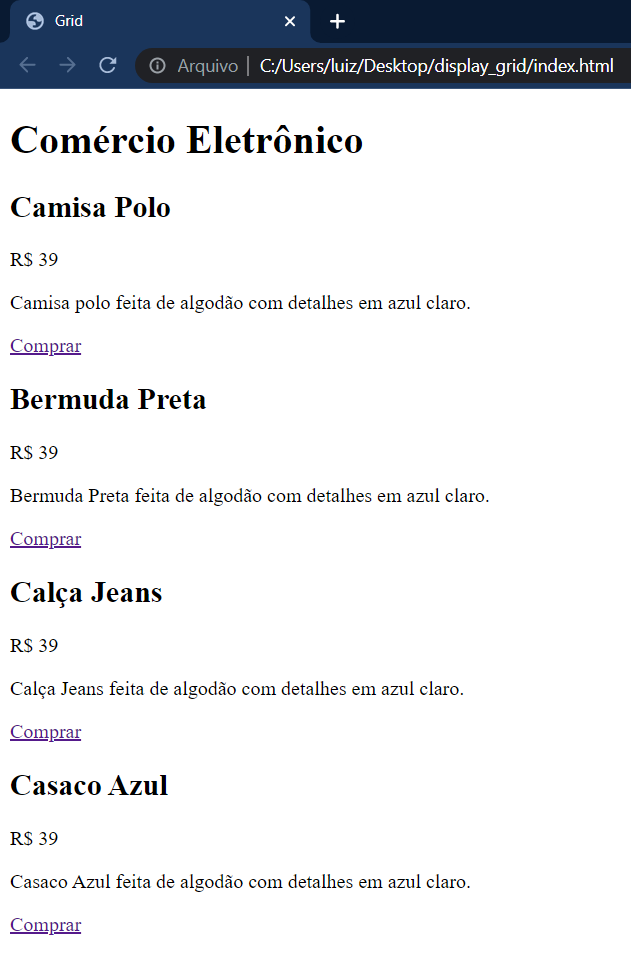 Grid
Arquivo | C:/Users/luiz/Desktop/display_grid/index.html
Comércio Eletrônico
Camisa Polo
R$ 39
Camisa polo feita de algodão com detalhes em azul claro.
Comprar
Bermuda Preta
R$ 39
Bermuda Preta feita de algodão com detalhes em azul claro.
Comprar
Calça Jeans
R$ 39
Calça Jeans feita de algodão com detalhes em azul claro.
Comprar
Casaco Azul
R$ 39
Casaco Azul feita de algodão com detalhes em azul claro.
Comprar